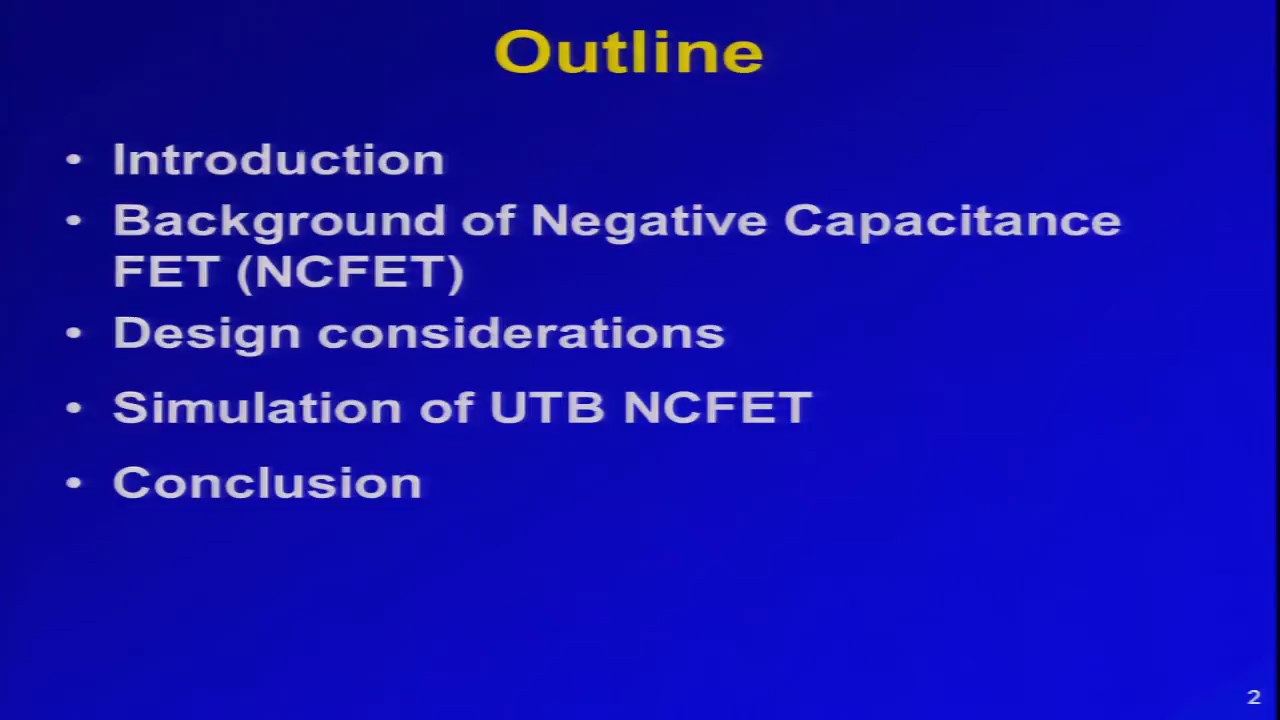 Outline
• Introduction
• Background of Negative Capacitance
FET (NCFET)
• Design considerations
• Simulation of UTB NCFET
• Conclusion
2